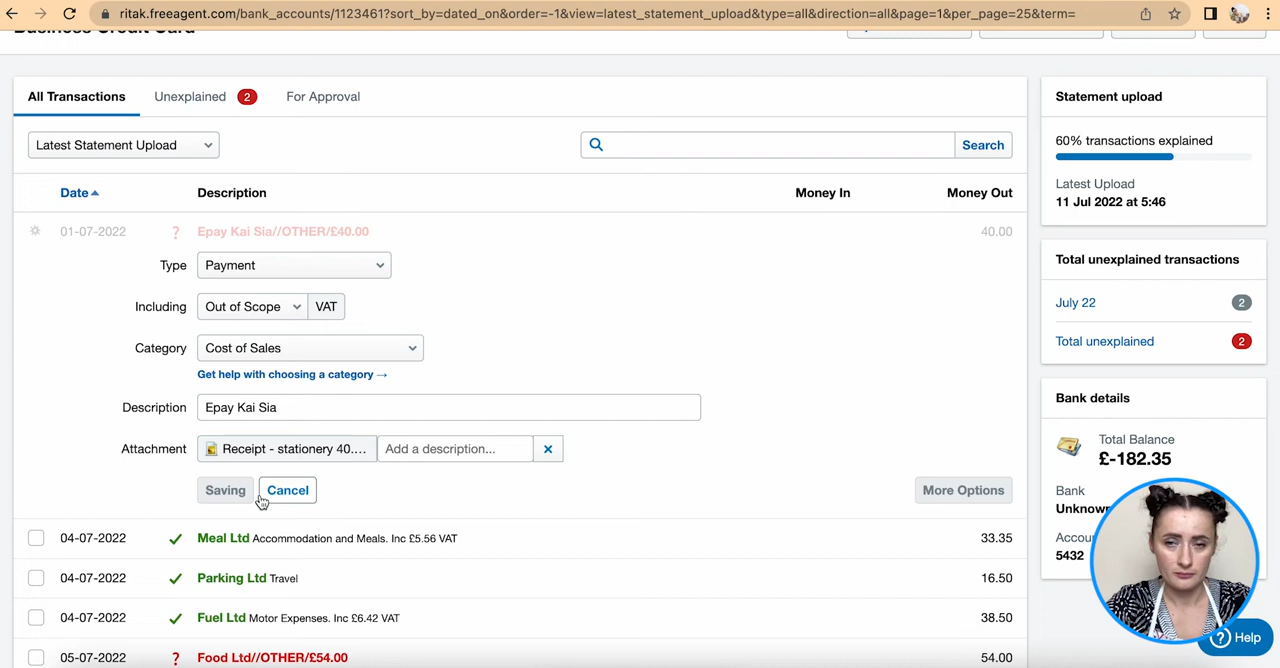 ritak.freeagent.com/bank_accounts/1123461?sort_by=dated_on&order=-1&view=latest_statement_upload&type=all&direction=all&page=1&per_page=25&term=
Business Credit Card
All Transactions Unexplained 2 For Approval
Latest Statement Upload Search
Date Description Money In Money Out
01-07-2022 ? Epay Kai Sia//OTHER/£40.00 40.00
Type Payment
Including Out of Scope VAT
Category Cost of Sales
Get help with choosing a category →
Description Epay Kai Sia
Attachment Receipt - stationery 40.... Add a description...
Saving Cancel More Options
04-07-2022 Meal Ltd Accommodation and Meals. Inc £5.56 VAT 33.35
04-07-2022 Parking Ltd Travel 16.50
04-07-2022 Fuel Ltd Motor Expenses. Inc £6.42 VAT 38.50
05-07-2022 ? Food Ltd//OTHER/£54.00 54.00
Statement upload
60% transactions explained
Latest Upload
11 Jul 2022 at 5:46
Total unexplained transactions
July 22 2
Total unexplained 2
Bank details
Total Balance
£-182.35
Bank
Unknown
Accou
5432
? Help